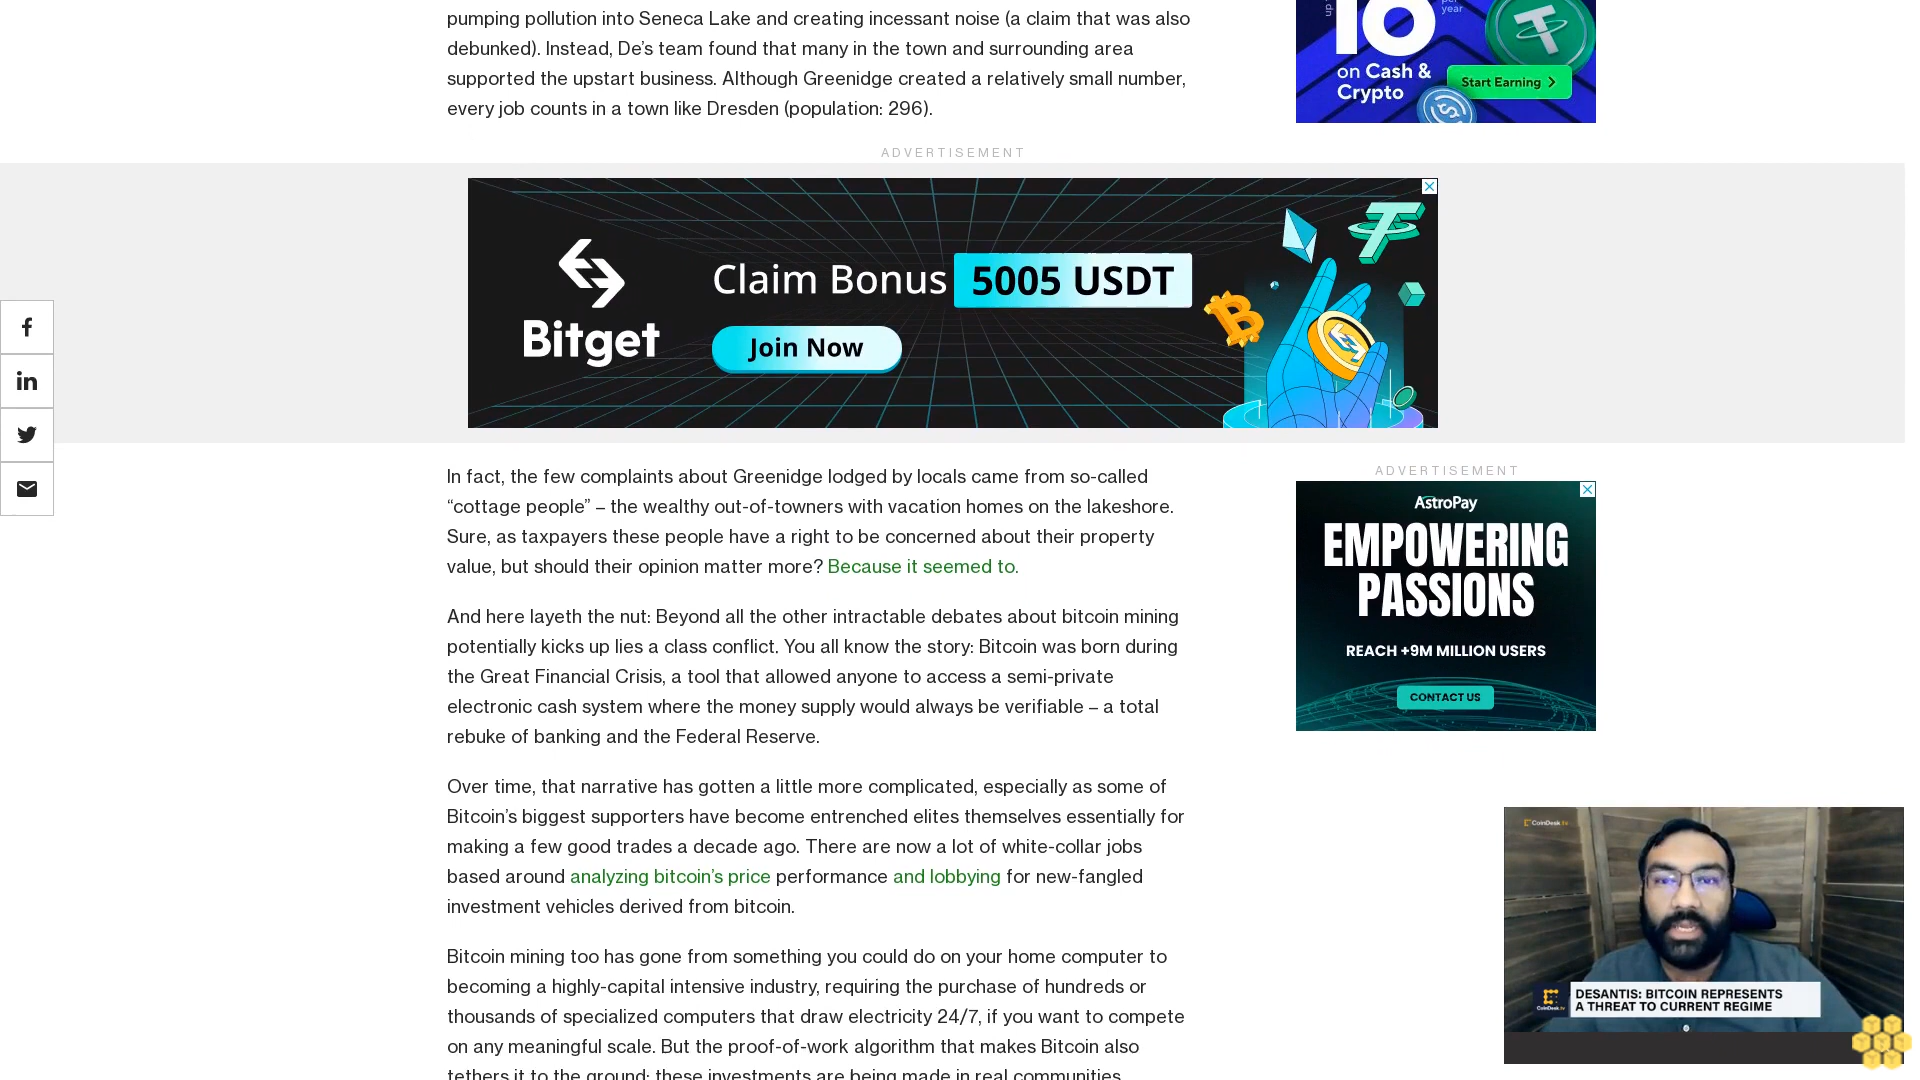 pumping pollution into Seneca Lake and creating incessant noise (a claim that was also
debunked). Instead, De’s team found that many in the town and surrounding area
supported the upstart business. Although Greenidge created a relatively small number,
every job counts in a town like Dresden (population: 296).
up
10
per
year
on Cash &
Crypto
Start Earning
ADVERTISEMENT
Bitget
Claim Bonus 5005 USDT
Join Now
In fact, the few complaints about Greenidge lodged by locals came from so-called
“cottage people” – the wealthy out-of-towners with vacation homes on the lakeshore.
Sure, as taxpayers these people have a right to be concerned about their property
value, but should their opinion matter more? Because it seemed to.
And here layeth the nut: Beyond all the other intractable debates about bitcoin mining
potentially kicks up lies a class conflict. You all know the story: Bitcoin was born during
the Great Financial Crisis, a tool that allowed anyone to access a semi-private
electronic cash system where the money supply would always be verifiable – a total
rebuke of banking and the Federal Reserve.
Over time, that narrative has gotten a little more complicated, especially as some of
Bitcoin’s biggest supporters have become entrenched elites themselves essentially for
making a few good trades a decade ago. There are now a lot of white-collar jobs
based around analyzing bitcoin’s price performance and lobbying for new-fangled
investment vehicles derived from bitcoin.
Bitcoin mining too has gone from something you could do on your home computer to
becoming a highly-capital intensive industry, requiring the purchase of hundreds or
thousands of specialized computers that draw electricity 24/7, if you want to compete
on any meaningful scale. But the proof-of-work algorithm that makes Bitcoin also
tethers it to the ground: these investments are being made in real communities
ADVERTISEMENT
AstroPay
EMPOWERING
PASSIONS
REACH +9M MILLION USERS
CONTACT US
CoinDesk tv
CoinDesk tv
DESANTIS: BITCOIN REPRESENTS
A THREAT TO CURRENT REGIME